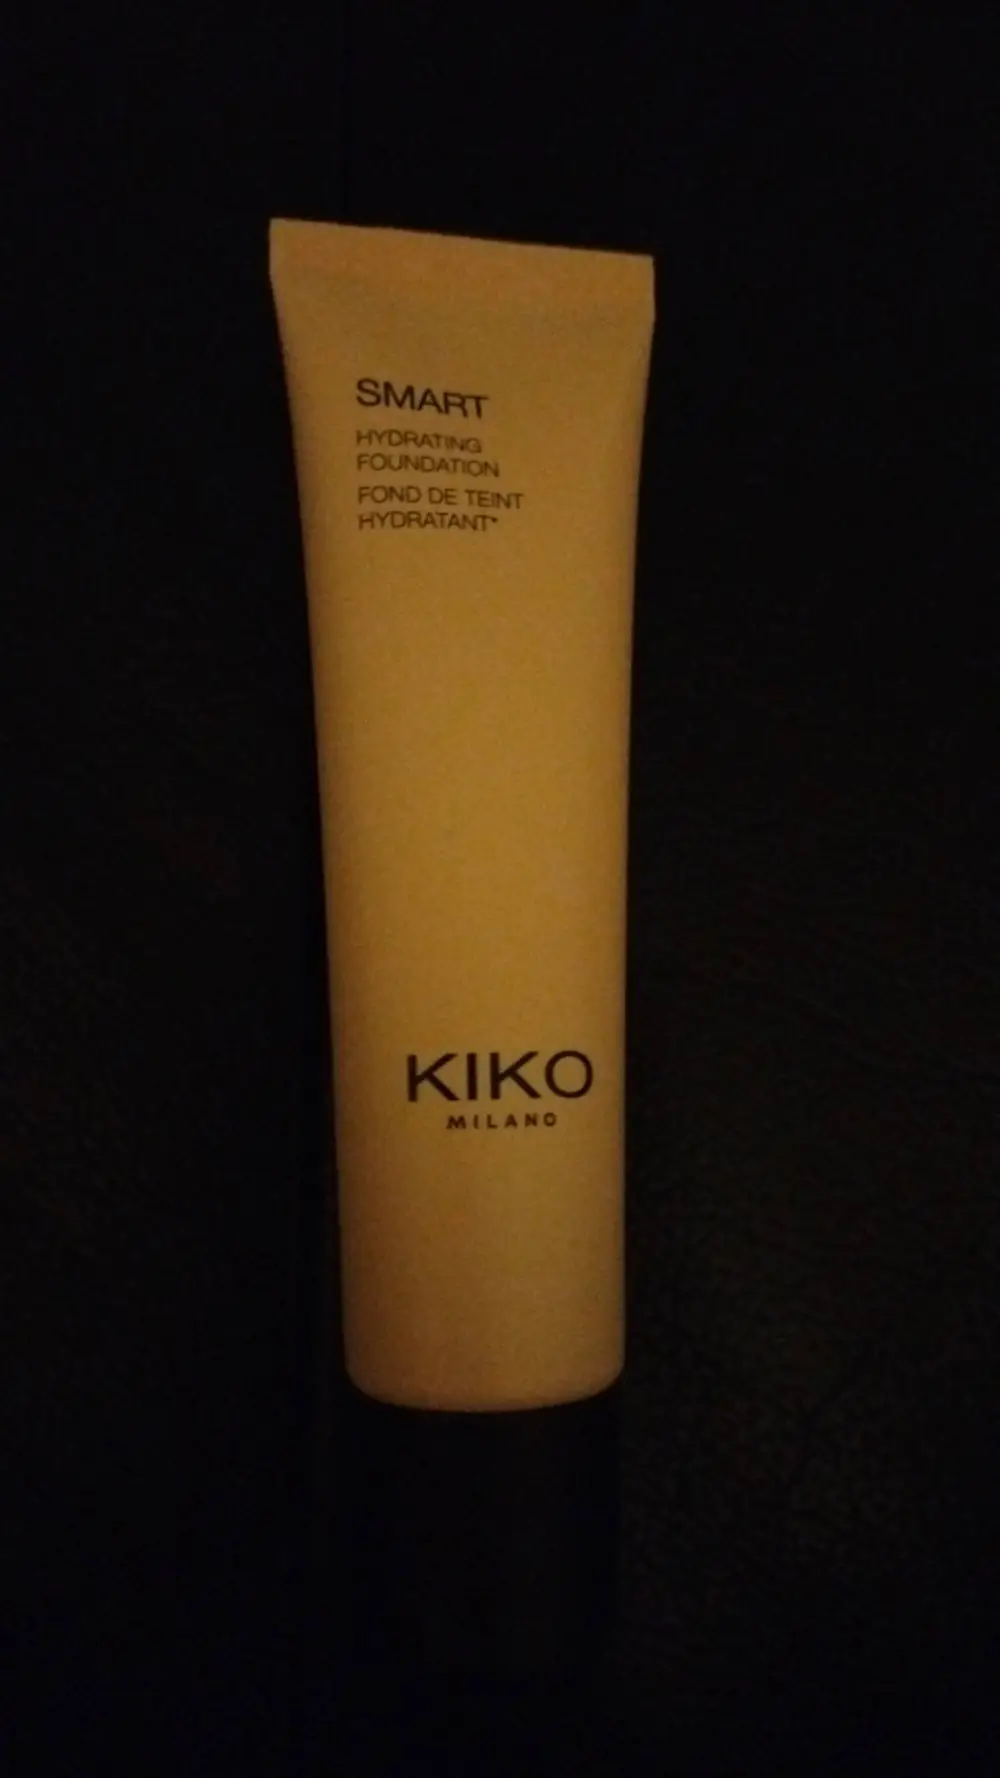 SMART
HYDRATING
FOUNDATION
FOND DE TEINT
HYDRATANT*
KIKO
MILANO